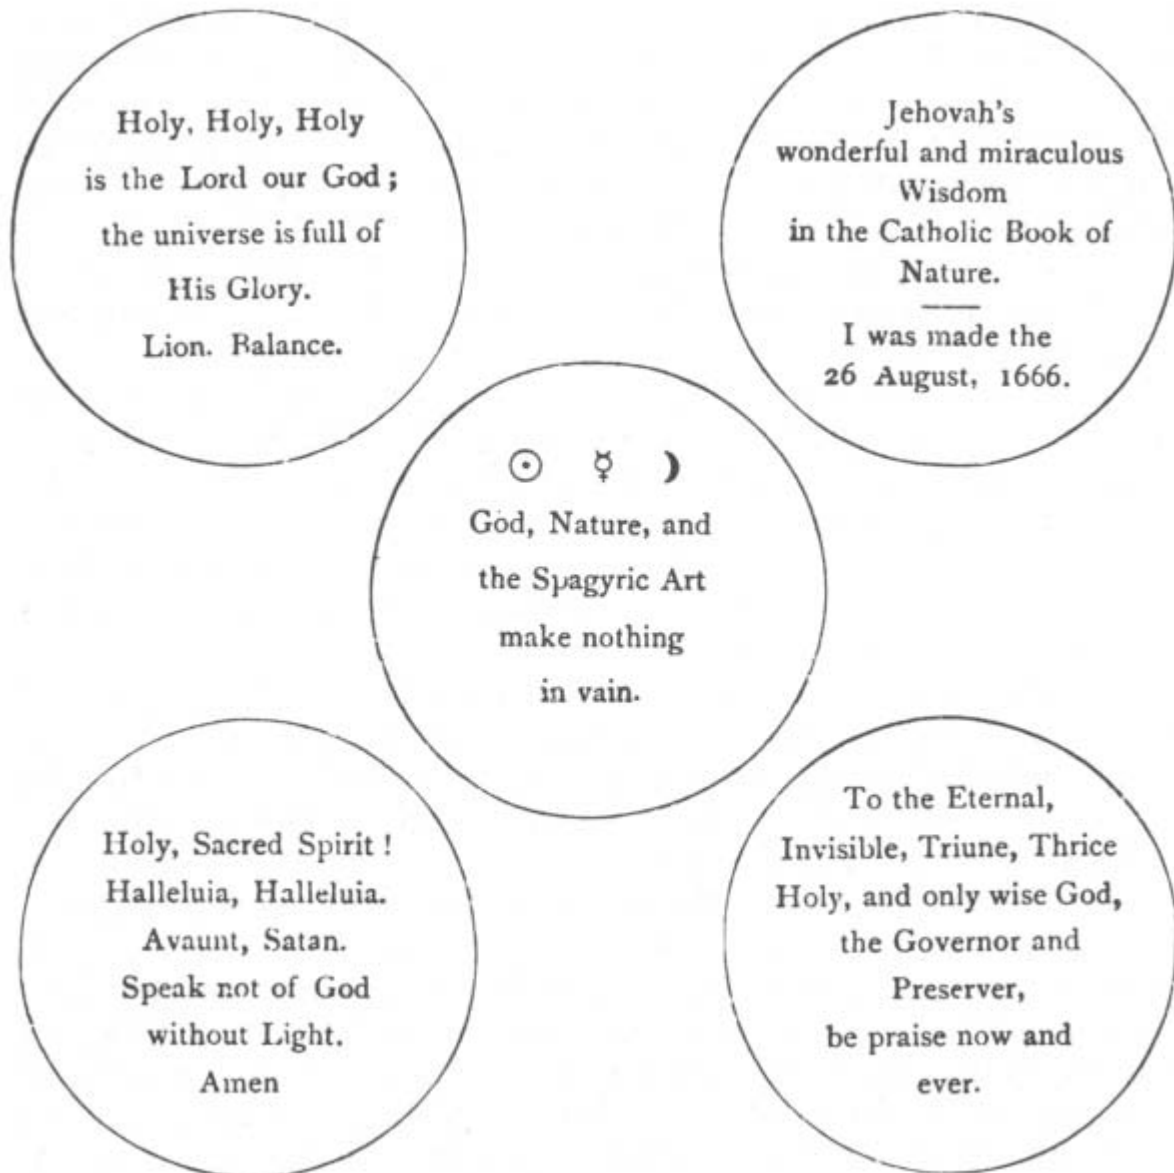 Holy, Holy, Holy
is the Lord our God;
the universe is full of
His Glory.
Lion. Balance.
Jehovah's
wonderful and miraculous
Wisdom
in the Catholic Book of
Nature.
I was made the
26 August, 1666.
☉ ☿ ☽
God, Nature, and
the Spagyric Art
make nothing
in vain.
Holy, Sacred Spirit!
Halleluia, Halleluia.
Avaunt, Satan.
Speak not of God
without Light.
Amen
To the Eternal,
Invisible, Triune, Thrice
Holy, and only wise God,
the Governor and
Preserver,
be praise now and
ever.